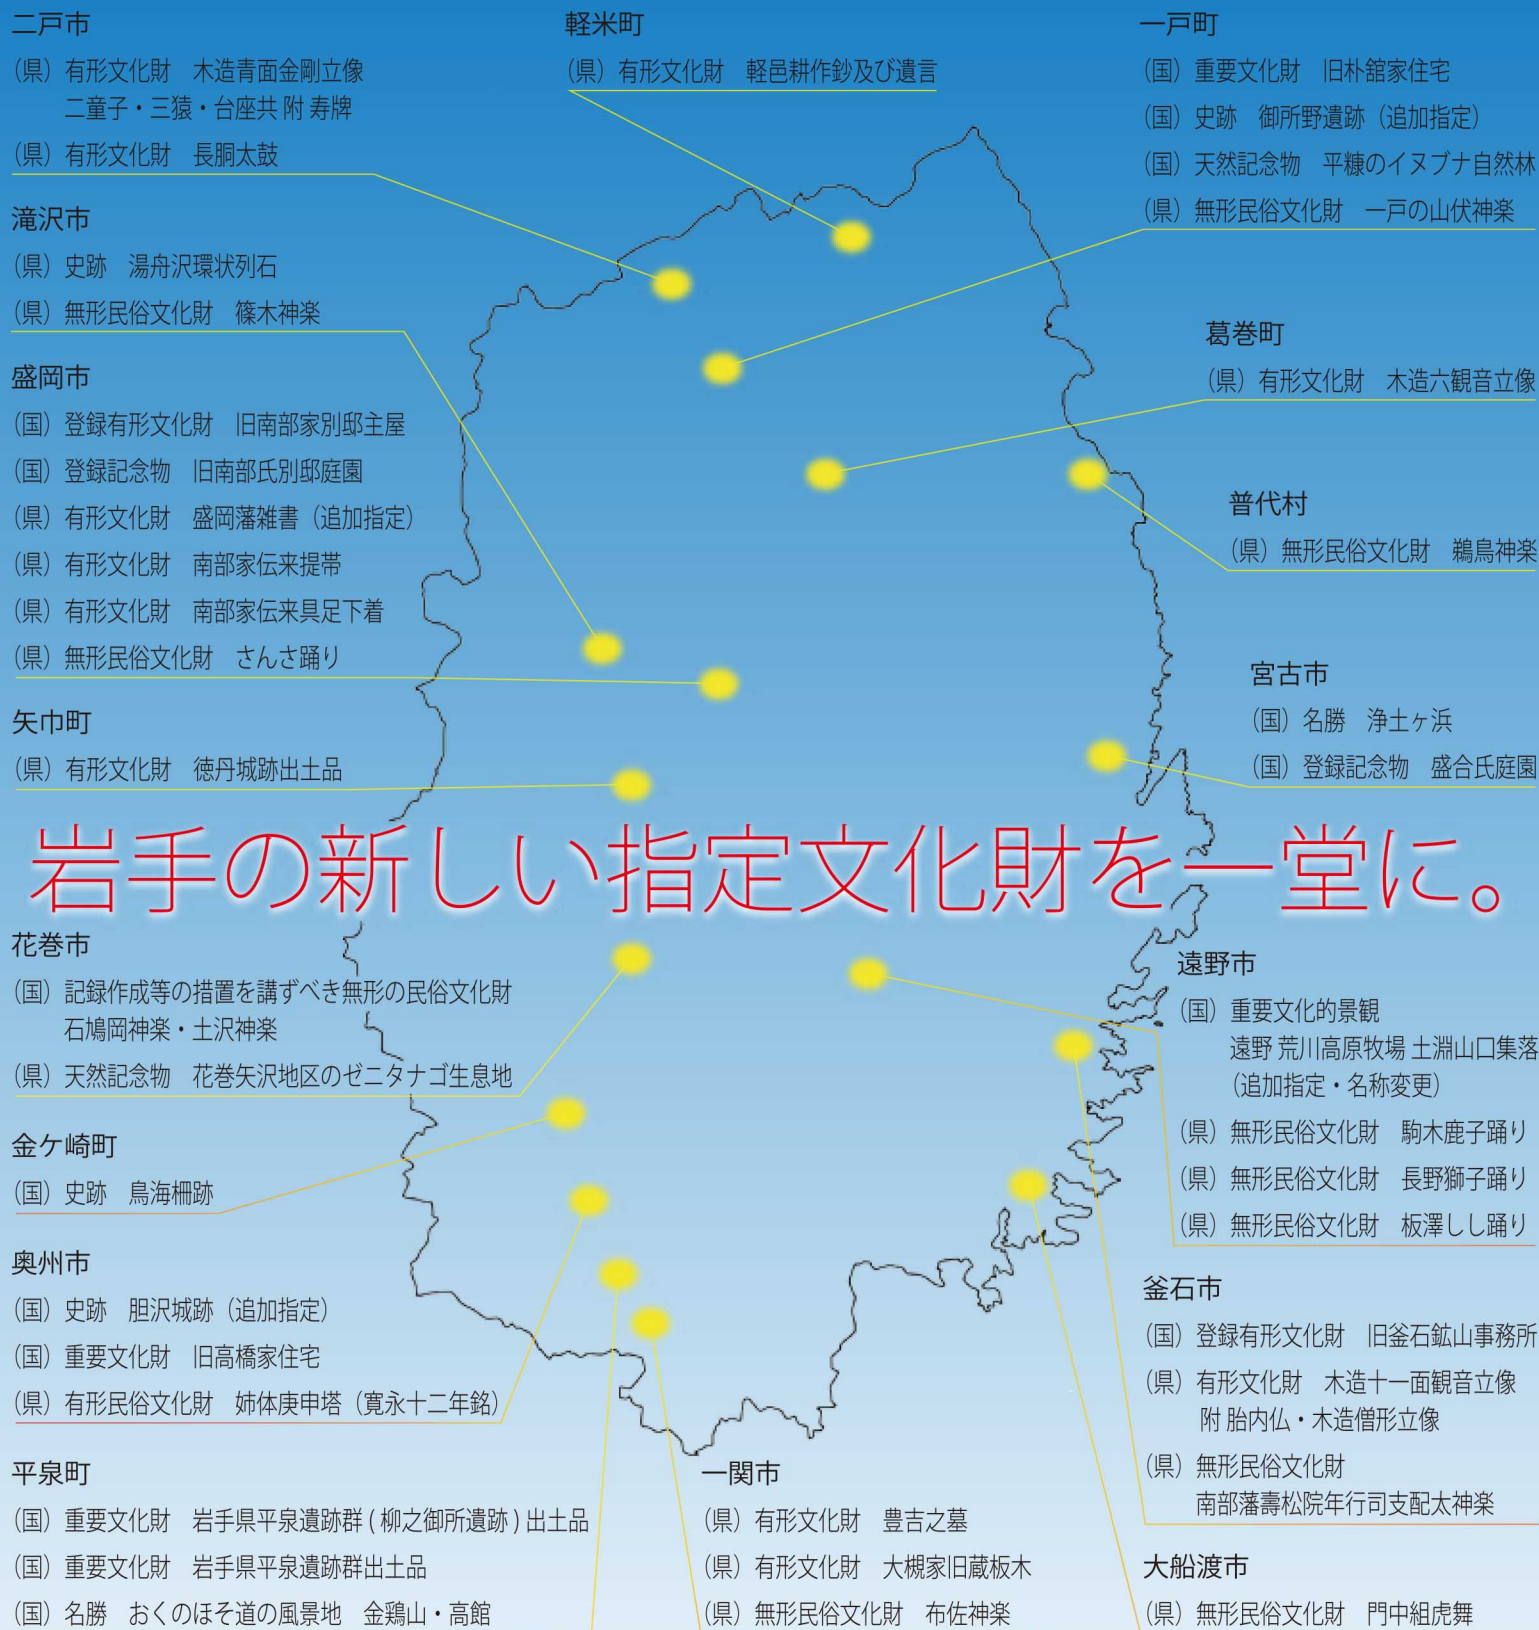 二戸市
（県）有形文化財　木造青面金剛立像
二童子・三猿・台座共 附 寿牌
（県）有形文化財　長胴太鼓
軽米町
（県）有形文化財　軽邑耕作鈔及び遺言
一戸町
（国）重要文化財　旧朴舘家住宅
（国）史跡　御所野遺跡（追加指定）
（国）天然記念物　平糠のイヌブナ自然林
（県）無形民俗文化財　一戸の山伏神楽
滝沢市
（県）史跡　湯舟沢環状列石
（県）無形民俗文化財　篠木神楽
葛巻町
（県）有形文化財　木造六観音立像
盛岡市
（国）登録有形文化財　旧南部家別邸主屋
（国）登録記念物　旧南部氏別邸庭園
（県）有形文化財　盛岡藩雑書（追加指定）
（県）有形文化財　南部家伝来提帯
（県）有形文化財　南部家伝来具足下着
（県）無形民俗文化財　さんさ踊り
普代村
（県）無形民俗文化財　鵜鳥神楽
宮古市
（国）名勝　浄土ヶ浜
（国）登録記念物　盛合氏庭園
矢巾町
（県）有形文化財　徳丹城跡出土品
岩手の新しい指定文化財を一堂に。
花巻市
（国）記録作成等の措置を講ずべき無形の民俗文化財
石鳩岡神楽・土沢神楽
（県）天然記念物　花巻矢沢地区のゼニタナゴ生息地
遠野市
（国）重要文化的景観
遠野 荒川高原牧場 土淵山口集落
（追加指定・名称変更）
（県）無形民俗文化財　駒木鹿子踊り
（県）無形民俗文化財　長野獅子踊り
（県）無形民俗文化財　板澤しし踊り
金ケ崎町
（国）史跡　鳥海柵跡
奥州市
（国）史跡　胆沢城跡（追加指定）
（国）重要文化財　旧高橋家住宅
（県）有形民俗文化財　姉体庚申塔（寛永十二年銘）
釜石市
（国）登録有形文化財　旧釜石鉱山事務所
（県）有形文化財　木造十一面観音立像
附 胎内仏・木造僧形立像
（県）無形民俗文化財
南部藩壽松院年行司支配太神楽
平泉町
（国）重要文化財　岩手県平泉遺跡群 ( 柳之御所遺跡 ) 出土品
（国）重要文化財　岩手県平泉遺跡群出土品
（国）名勝　おくのほそ道の風景地　金鶏山・高館
一関市
（県）有形文化財　豊吉之墓
（県）有形文化財　大槻家旧蔵板木
（県）無形民俗文化財　布佐神楽
大船渡市
（県）無形民俗文化財　門中組虎舞